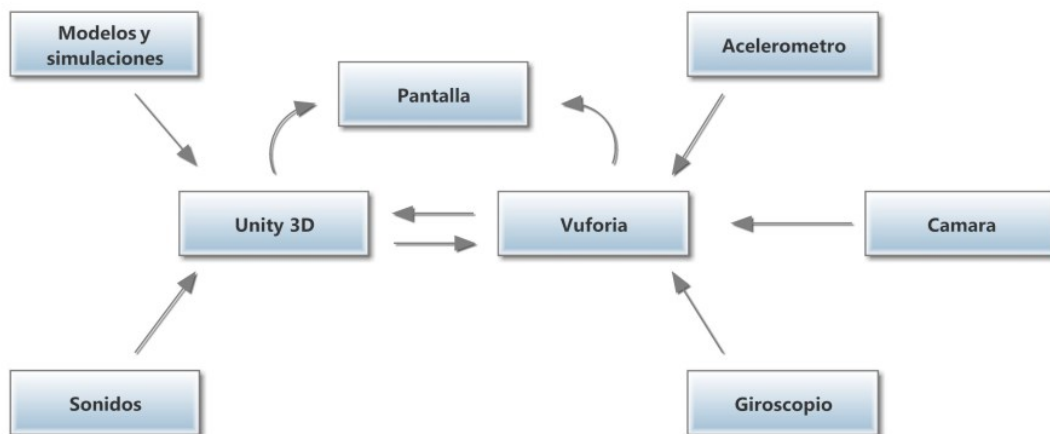 Modelos y
simulaciones
Acelerometro
Pantalla
Unity 3D
Vuforia
Camara
Sonidos
Giroscopio